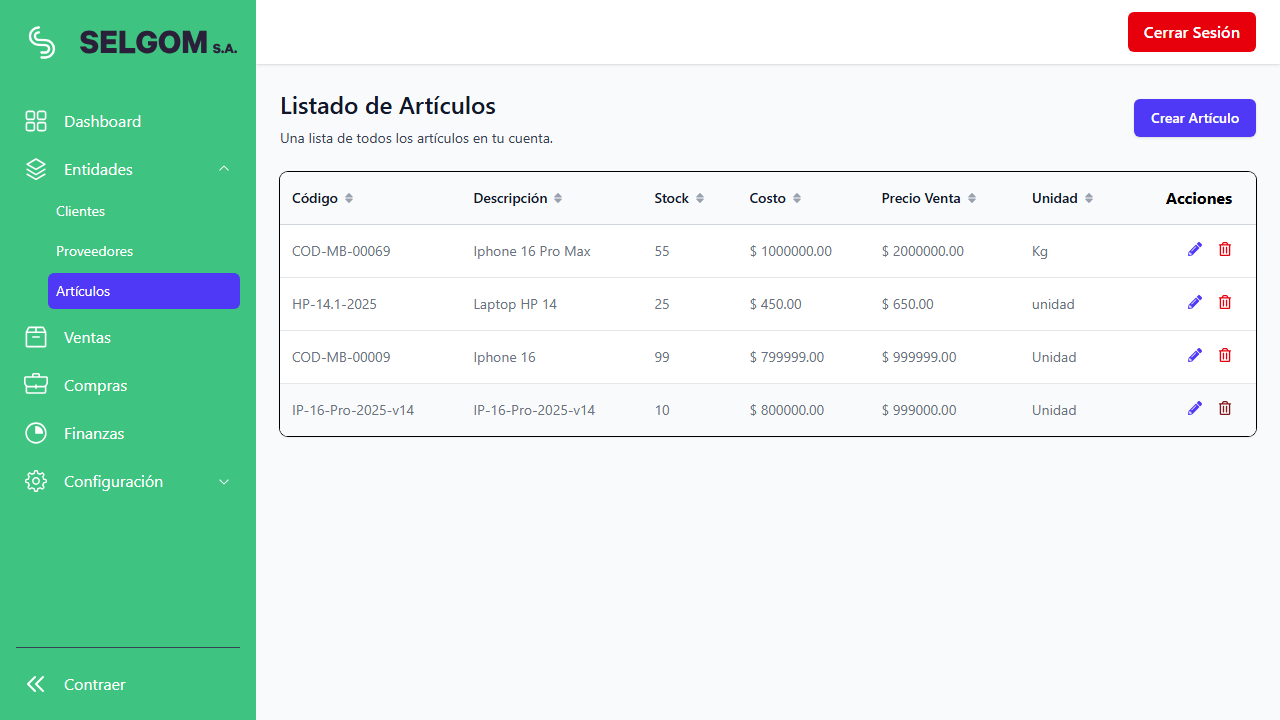 SELGOM S.A.
Cerrar Sesión
Dashboard
Entidades
Clientes
Proveedores
Artículos
Ventas
Compras
Finanzas
Configuración
Contraer
Listado de Artículos
Una lista de todos los artículos en tu cuenta.
Crear Artículo
Código Descripción Stock Costo Precio Venta Unidad Acciones
COD-MB-00069 Iphone 16 Pro Max 55 $ 1000000.00 $ 2000000.00 Kg
HP-14.1-2025 Laptop HP 14 25 $ 450.00 $ 650.00 unidad
COD-MB-00009 Iphone 16 99 $ 799999.00 $ 999999.00 Unidad
IP-16-Pro-2025-v14 IP-16-Pro-2025-v14 10 $ 800000.00 $ 999000.00 Unidad